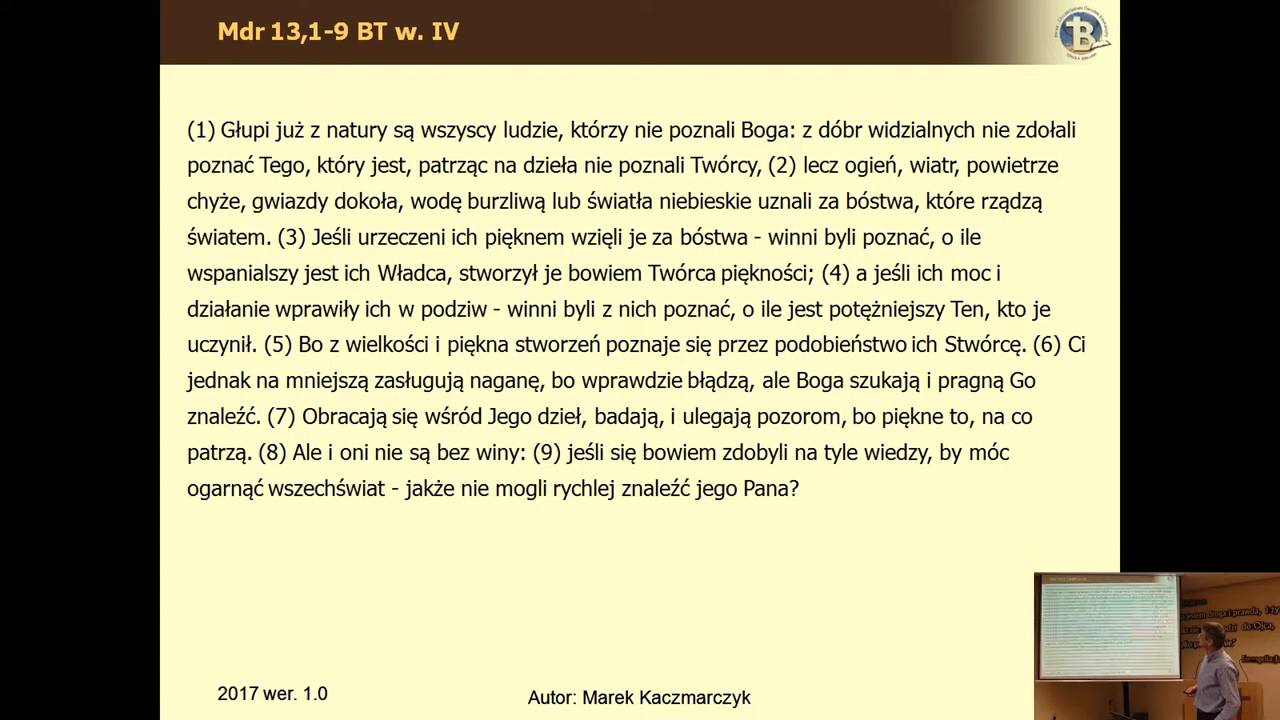 Mdr 13,1-9 BT w. IV
(1) Głupi już z natury są wszyscy ludzie, którzy nie poznali Boga: z dóbr widzialnych nie zdołali
poznać Tego, który jest, patrząc na dzieła nie poznali Twórcy, (2) lecz ogień, wiatr, powietrze
chyże, gwiazdy dokoła, wodę burzliwą lub światła niebieskie uznali za bóstwa, które rządzą
światem. (3) Jeśli urzeczeni ich pięknem wzięli je za bóstwa - winni byli poznać, o ile
wspanialszy jest ich Władca, stworzył je bowiem Twórca piękności; (4) a jeśli ich moc i
działanie wprawiły ich w podziw - winni byli z nich poznać, o ile jest potężniejszy Ten, kto je
uczynił. (5) Bo z wielkości i piękna stworzeń poznaje się przez podobieństwo ich Stwórcę. (6) Ci
jednak na mniejszą zasługują naganę, bo wprawdzie błądzą, ale Boga szukają i pragną Go
znaleźć. (7) Obracają się wśród Jego dzieł, badają, i ulegają pozorom, bo piękne to, na co
patrzą. (8) Ale i oni nie są bez winy: (9) jeśli się bowiem zdobyli na tyle wiedzy, by móc
ogarnąć wszechświat - jakże nie mogli rychlej znaleźć jego Pana?
droga i prawda,
do Ojca,
2017 wer. 1.0
Autor: Marek Kaczmarczyk